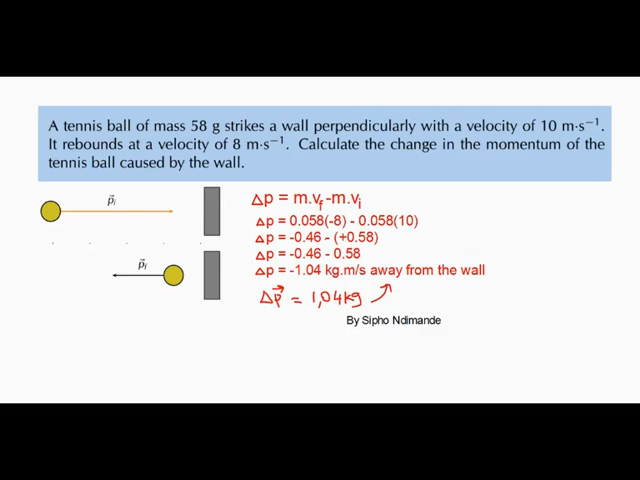 A tennis ball of mass 58 g strikes a wall perpendicularly with a velocity of 10 m·s⁻¹.
It rebounds at a velocity of 8 m·s⁻¹. Calculate the change in the momentum of the
tennis ball caused by the wall.
p⃗i
Δp = m.vf -m.vi
Δp = 0.058(-8) - 0.058(10)
Δp = -0.46 - (+0.58)
Δp = -0.46 - 0.58
p⃗f
Δp = -1.04 kg.m/s away from the wall
Δp⃗ = 1,04kg
By Sipho Ndimande